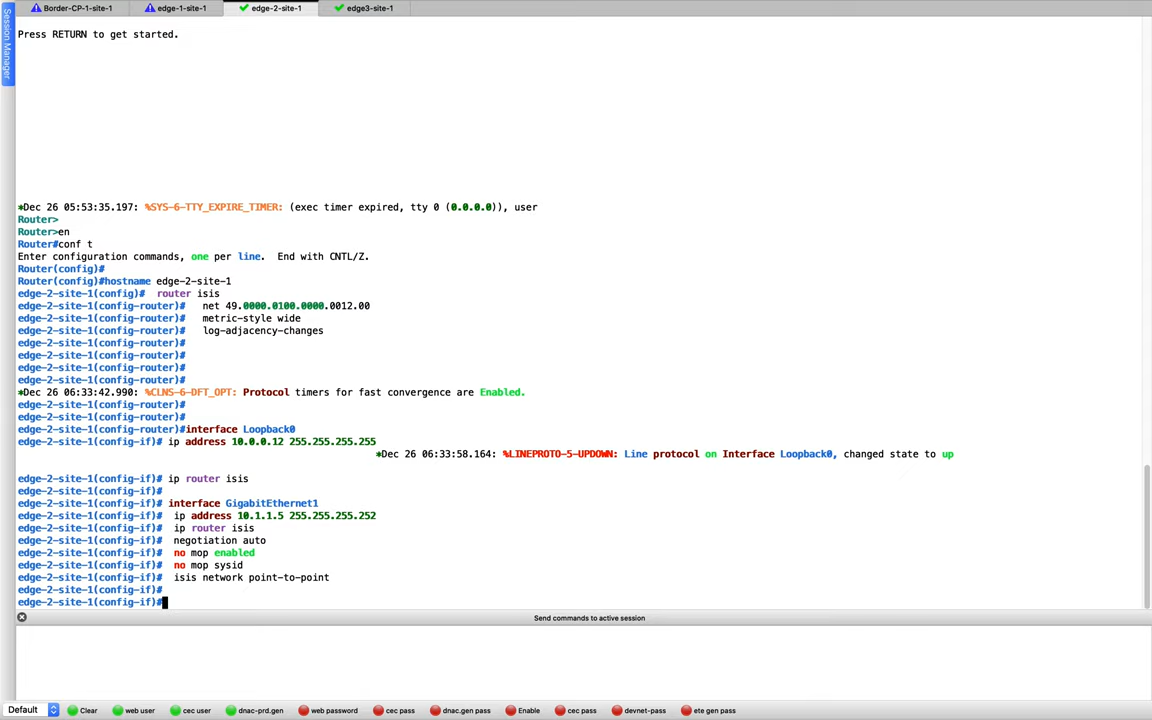 Border-CP-1-site-1 edge-1-site-1 edge-2-site-1 edge3-site-1
Session Manager
Press RETURN to get started.
*Dec 26 05:53:35.197: %SYS-6-TTY_EXPIRE_TIMER: (exec timer expired, tty 0 (0.0.0.0)), user
Router>
Router>en
Router#conf t
Enter configuration commands, one per line.  End with CNTL/Z.
Router(config)#
Router(config)#hostname edge-2-site-1
edge-2-site-1(config)#  router isis
edge-2-site-1(config-router)#   net 49.0000.0100.0000.0012.00
edge-2-site-1(config-router)#   metric-style wide
edge-2-site-1(config-router)#   log-adjacency-changes
edge-2-site-1(config-router)#
edge-2-site-1(config-router)#
edge-2-site-1(config-router)#
edge-2-site-1(config-router)#
*Dec 26 06:33:42.990: %CLNS-6-DFT_OPT: Protocol timers for fast convergence are Enabled.
edge-2-site-1(config-router)#
edge-2-site-1(config-router)#
edge-2-site-1(config-router)#interface Loopback0
edge-2-site-1(config-if)# ip address 10.0.0.12 255.255.255.255
*Dec 26 06:33:58.164: %LINEPROTO-5-UPDOWN: Line protocol on Interface Loopback0, changed state to up
edge-2-site-1(config-if)# ip router isis
edge-2-site-1(config-if)#
edge-2-site-1(config-if)# interface GigabitEthernet1
edge-2-site-1(config-if)#  ip address 10.1.1.5 255.255.255.252
edge-2-site-1(config-if)#  ip router isis
edge-2-site-1(config-if)#  negotiation auto
edge-2-site-1(config-if)#  no mop enabled
edge-2-site-1(config-if)#  no mop sysid
edge-2-site-1(config-if)#  isis network point-to-point
edge-2-site-1(config-if)#
edge-2-site-1(config-if)#
Send commands to active session
Default Clear web user cec user dnac-prd.gen web password cec pass dnac.gen pass Enable cec pass devnet-pass ete gen pass